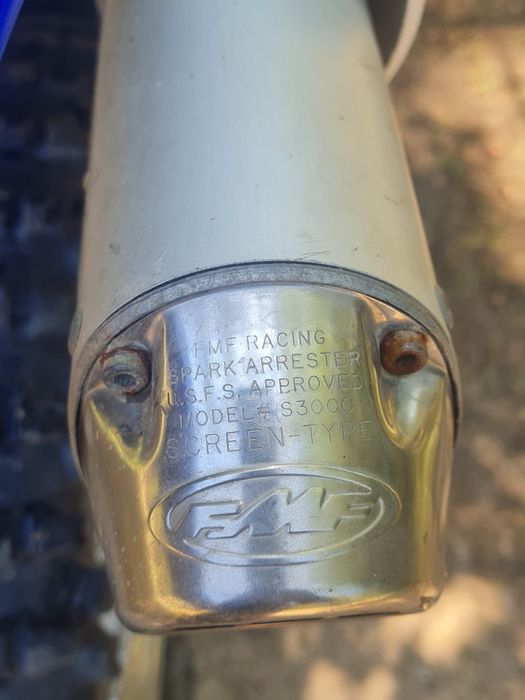 FMF RACING
SPARK ARRESTER
U.S.F.S. APPROVED
MODEL# S3000
SCREEN-TYPE
FMF